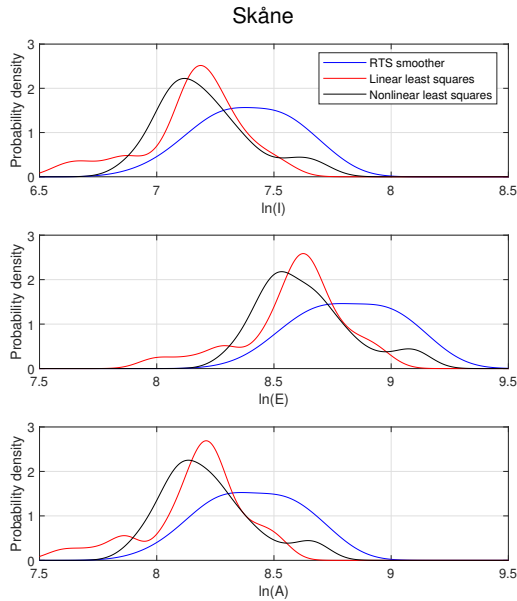 Skåne
3
2
1
0
Probability density
RTS smoother
Linear least squares
Nonlinear least squares
6.5 7 7.5 8 8.5
ln(I)
3
2
1
0
Probability density
7.5 8 8.5 9 9.5
ln(E)
3
2
1
0
Probability density
7.5 8 8.5 9 9.5
ln(A)